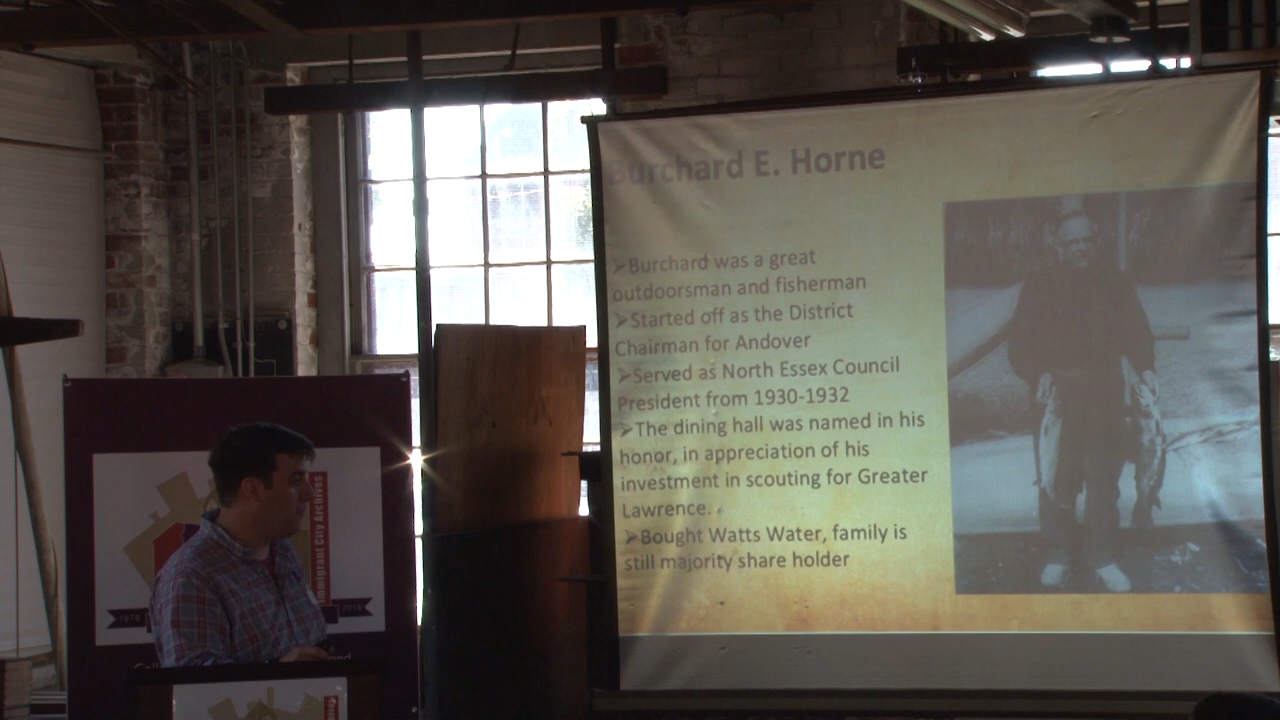 Burchard E. Horne
➢Burchard was a great
outdoorsman and fisherman
➢Started off as the District
Chairman for Andover
➢Served as North Essex Council
President from 1930-1932
➢The dining hall was named in his
honor, in appreciation of his
investment in scouting for Greater
Lawrence.
➢Bought Watts Water, family is
still majority share holder
Immigrant City Archives
1978
2018